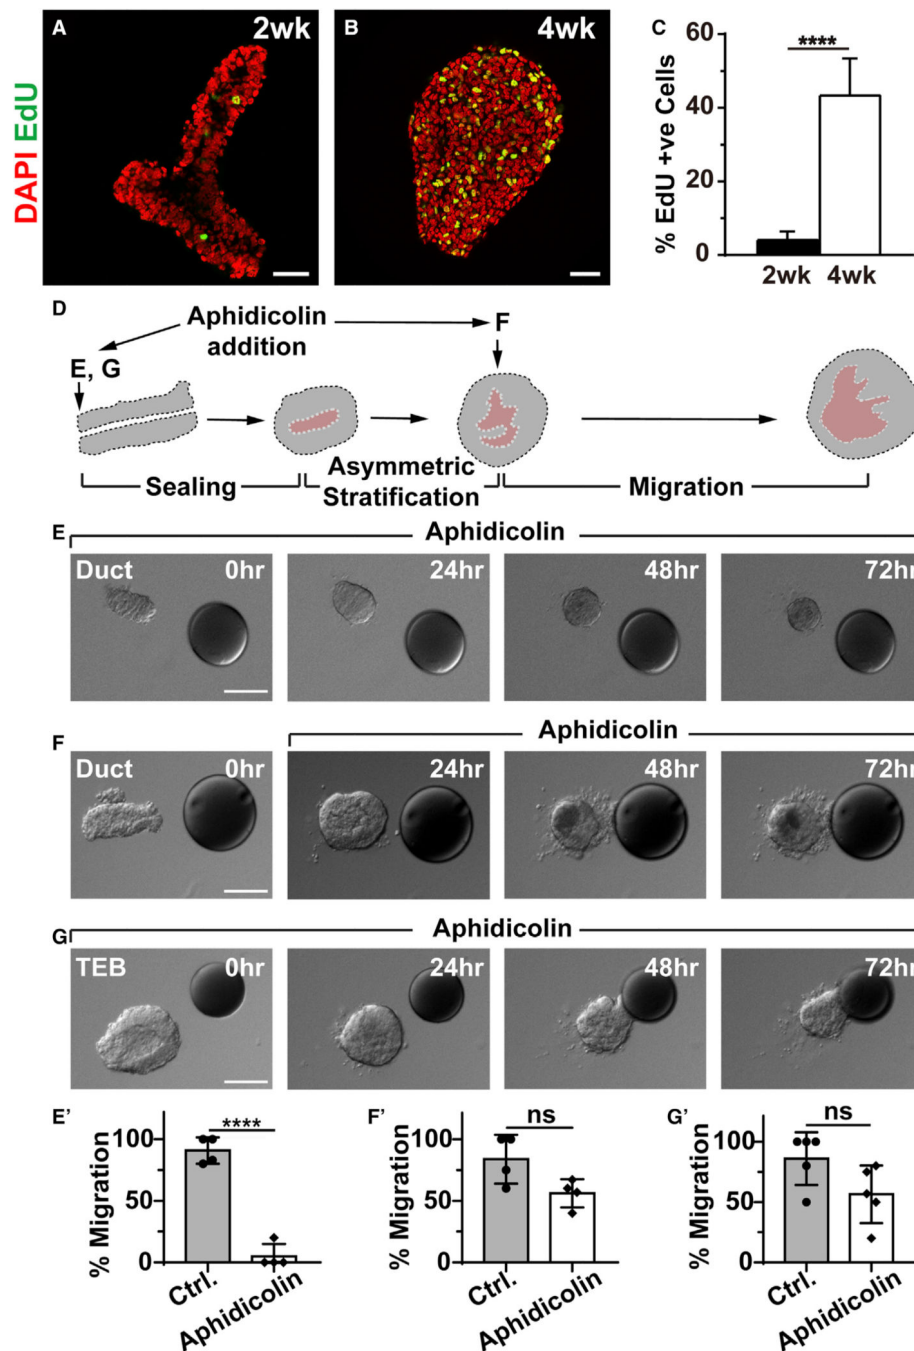 A
2wk
B
4wk
DAPI EdU
C
% EdU +ve Cells
60
40
20
0
****
2wk 4wk
D
Aphidicolin
addition
F
E, G
Sealing
Asymmetric
Stratification
Migration
E
Aphidicolin
Duct 0hr 24hr 48hr 72hr
F
Aphidicolin
Duct 0hr 24hr 48hr 72hr
G
Aphidicolin
TEB 0hr 24hr 48hr 72hr
E’
% Migration
100
50
0
****
Ctrl.
Aphidicolin
F’
% Migration
100
50
0
ns
Ctrl.
Aphidicolin
G’
% Migration
100
50
0
ns
Ctrl.
Aphidicolin